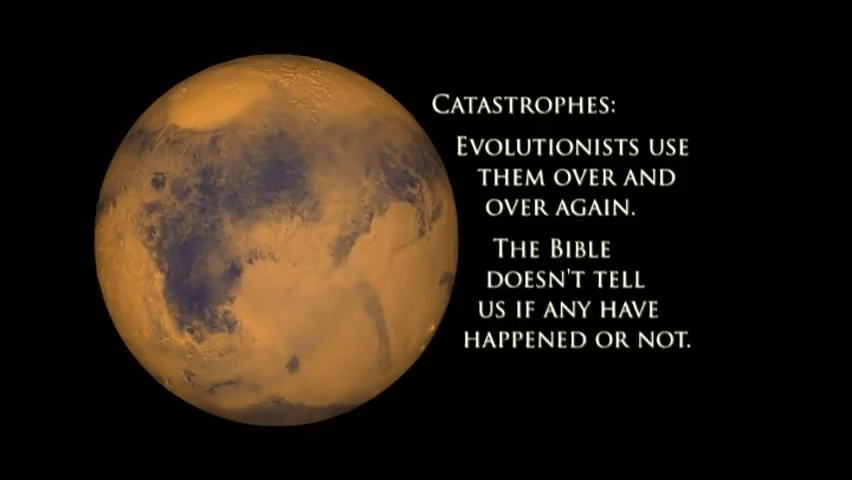 Catastrophes:
Evolutionists use
them over and
over again.
The Bible
doesn't tell
us if any have
happened or not.